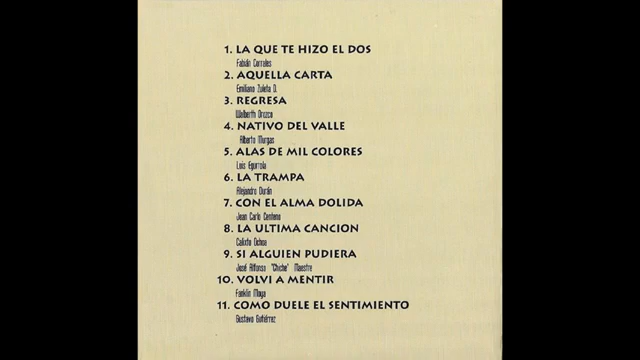 1. LA QUE TE HIZO EL DOS
Fabián Corrales
2. AQUELLA CARTA
Emiliano Zuleta D.
3. REGRESA
Walberth Orozco
4. NATIVO DEL VALLE
Alberto Murgas
5. ALAS DE MIL COLORES
Luis Egurrola
6. LA TRAMPA
Alejandro Durán
7. CON EL ALMA DOLIDA
Jean Carlo Centeno
8. LA ULTIMA CANCION
Calixto Ochoa
9. SI ALGUIEN PUDIERA
José Alfonso "Chiche" Maestre
10. VOLVI A MENTIR
Franklin Moya
11. COMO DUELE EL SENTIMIENTO
Gustavo Gutiérrez